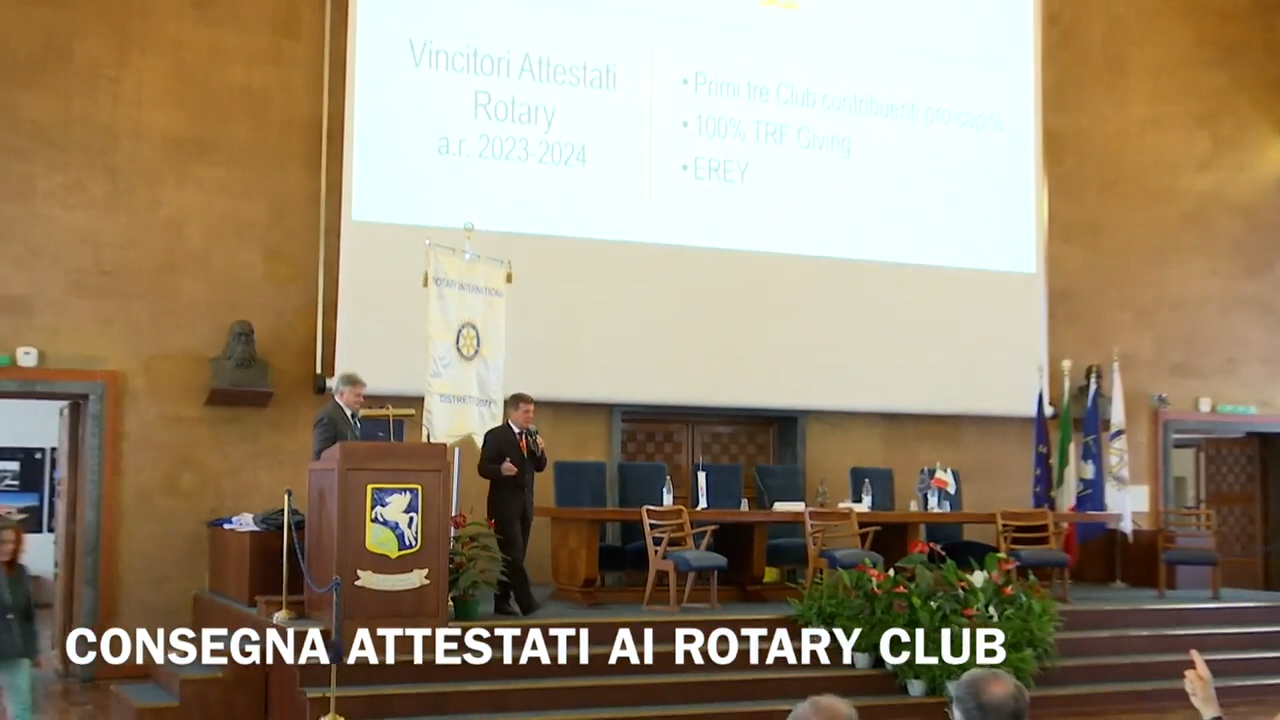 Vincitori Attestati
Rotary
a.r. 2023-2024
• Primi tre Club contribuenti pro-capite
• 100% TRF Giving
• EREY
ROTARY INTERNATIONAL
CONSEGNA ATTESTATI AI ROTARY CLUB